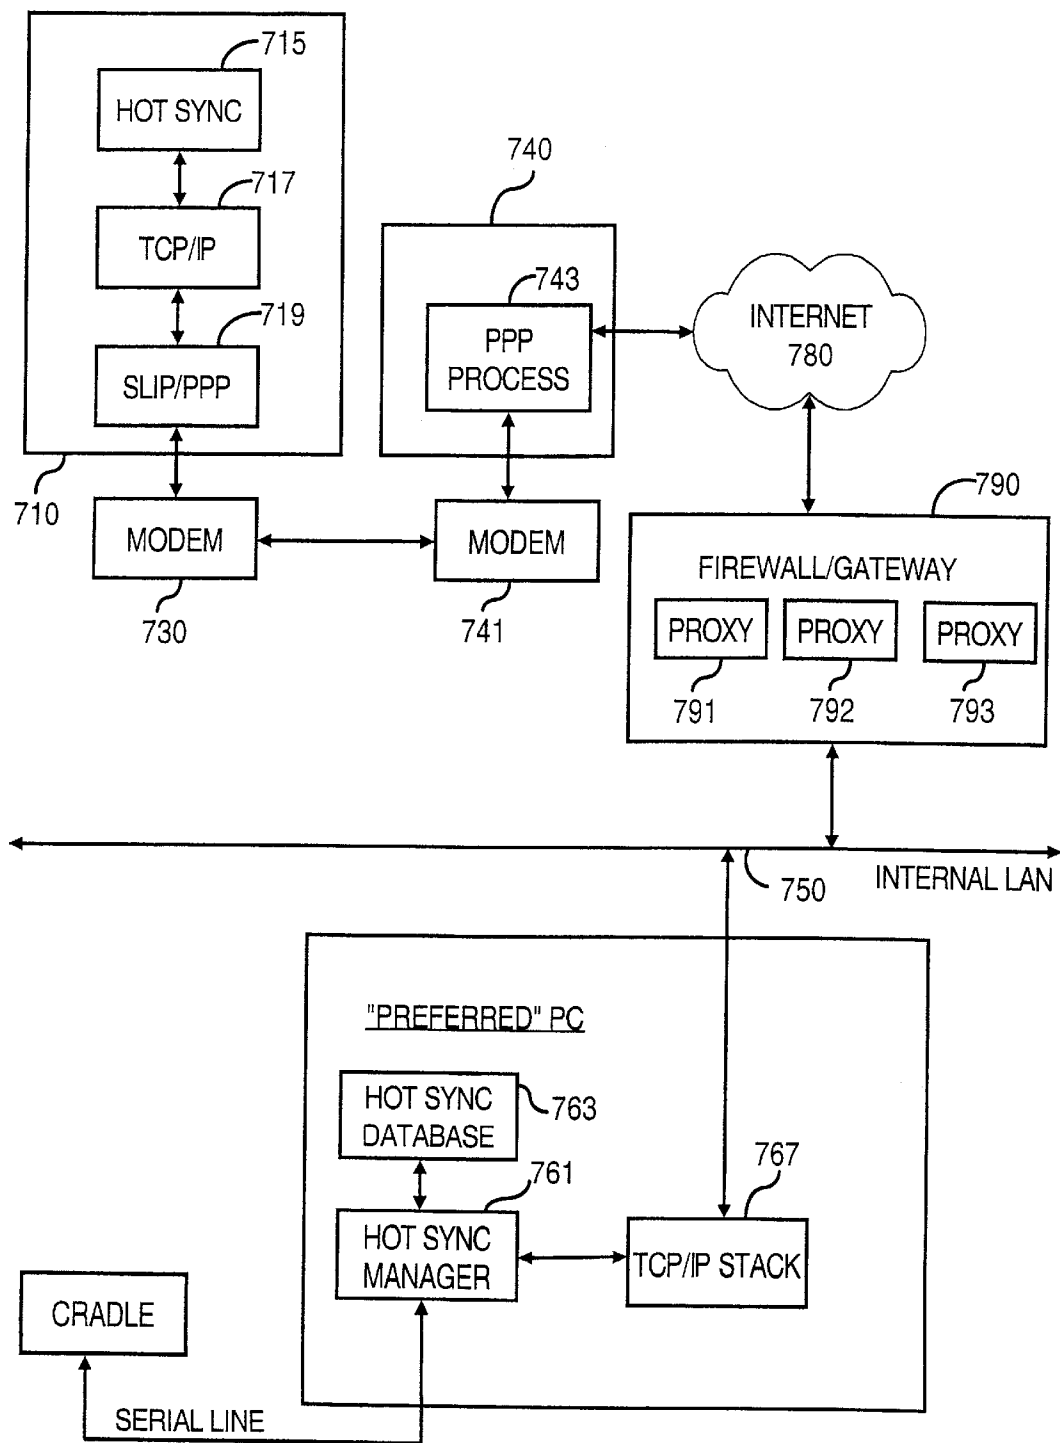 715
HOT SYNC
717
TCP/IP
719
SLIP/PPP
710
MODEM
730
740
743
PPP
PROCESS
MODEM
741
INTERNET
780
790
FIREWALL/GATEWAY
PROXY
PROXY
PROXY
791
792
793
750
INTERNAL LAN
"PREFERRED" PC
HOT SYNC
DATABASE
763
761
HOT SYNC
MANAGER
767
TCP/IP STACK
CRADLE
SERIAL LINE